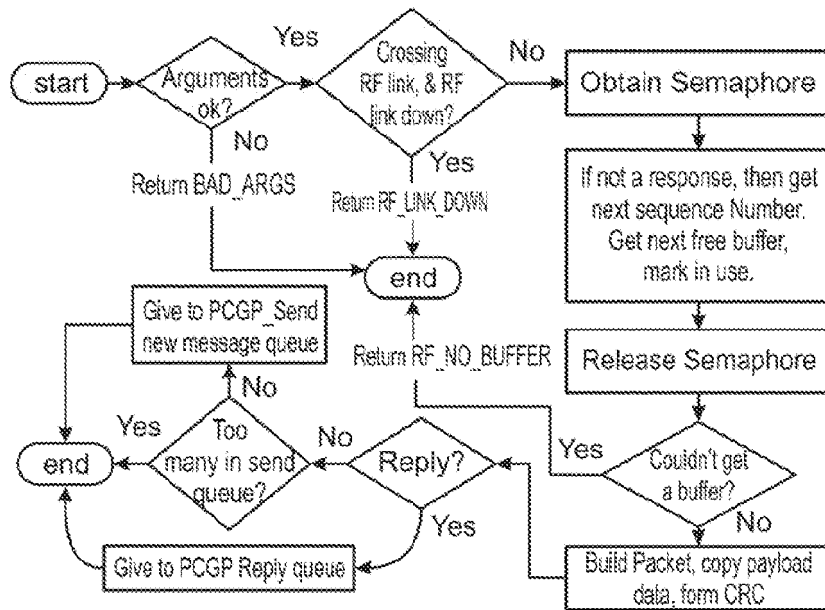 start
Arguments
ok?
Yes
No
Return BAD_ARGS
Crossing
RF link, & RF
link down?
No
Yes
Return RF_LINK_DOWN
end
Obtain Semaphore
If not a response, then get
next sequence Number.
Get next free buffer,
mark in use.
Release Semaphore
Couldn't get
a buffer?
Yes
Return RF_NO_BUFFER
No
Build Packet, copy payload
data, form CRC
Reply?
No
Yes
Give to PCGP Reply queue
Too
many in send
queue?
No
Yes
Give to PCGP_Send
new message queue
end